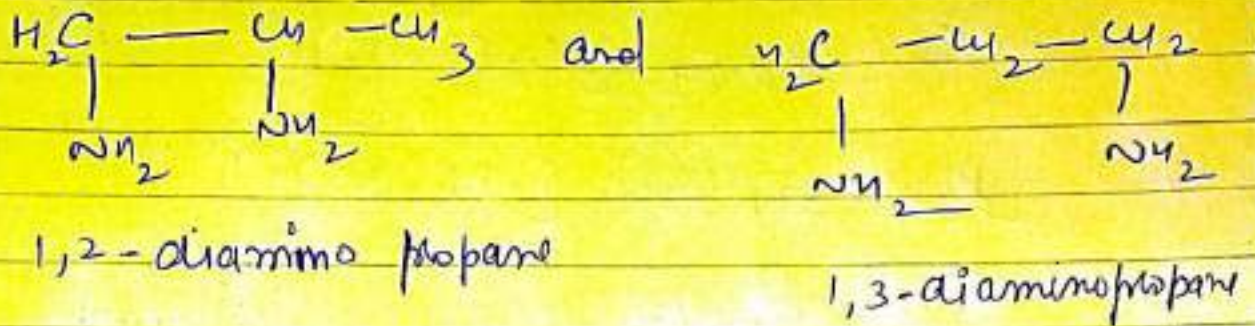 H₂C — CH — CH₃ and H₂C — CH₂ — CH₂
NH₂ NH₂ NH₂ NH₂
1,2-diamino propane 1,3-diaminopropane